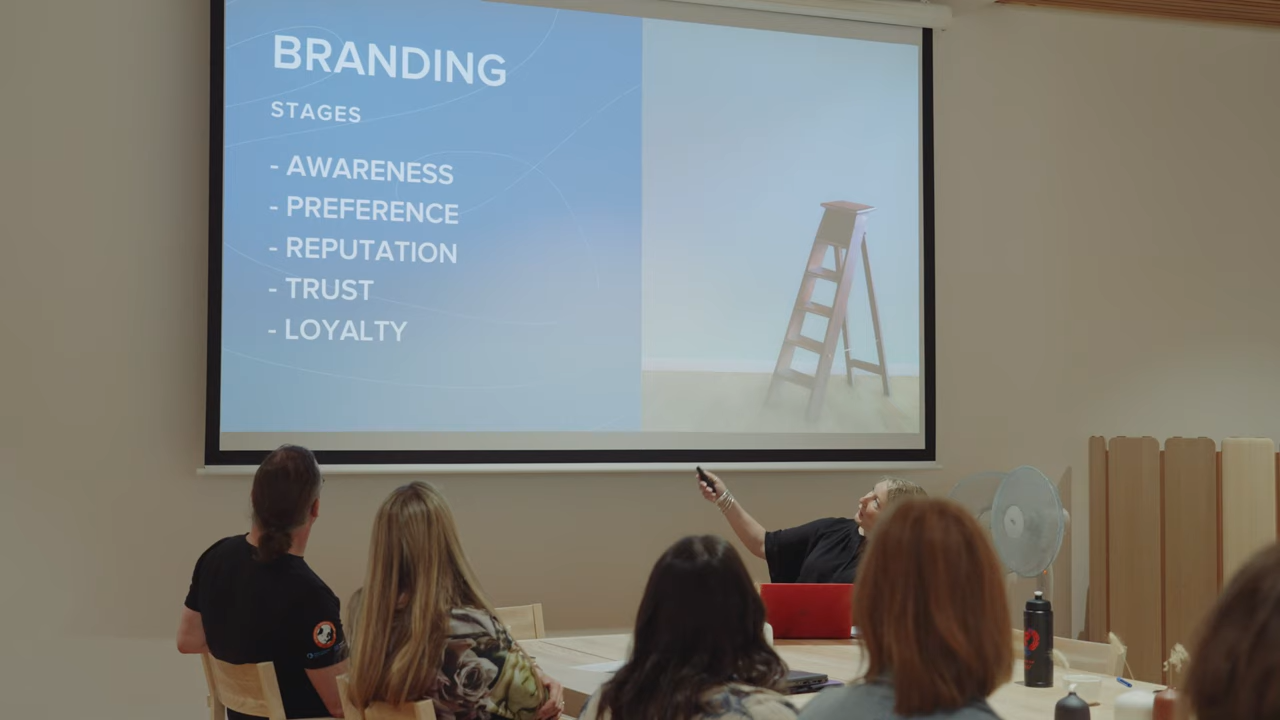 BRANDING
STAGES
- AWARENESS
- PREFERENCE
- REPUTATION
- TRUST
- LOYALTY